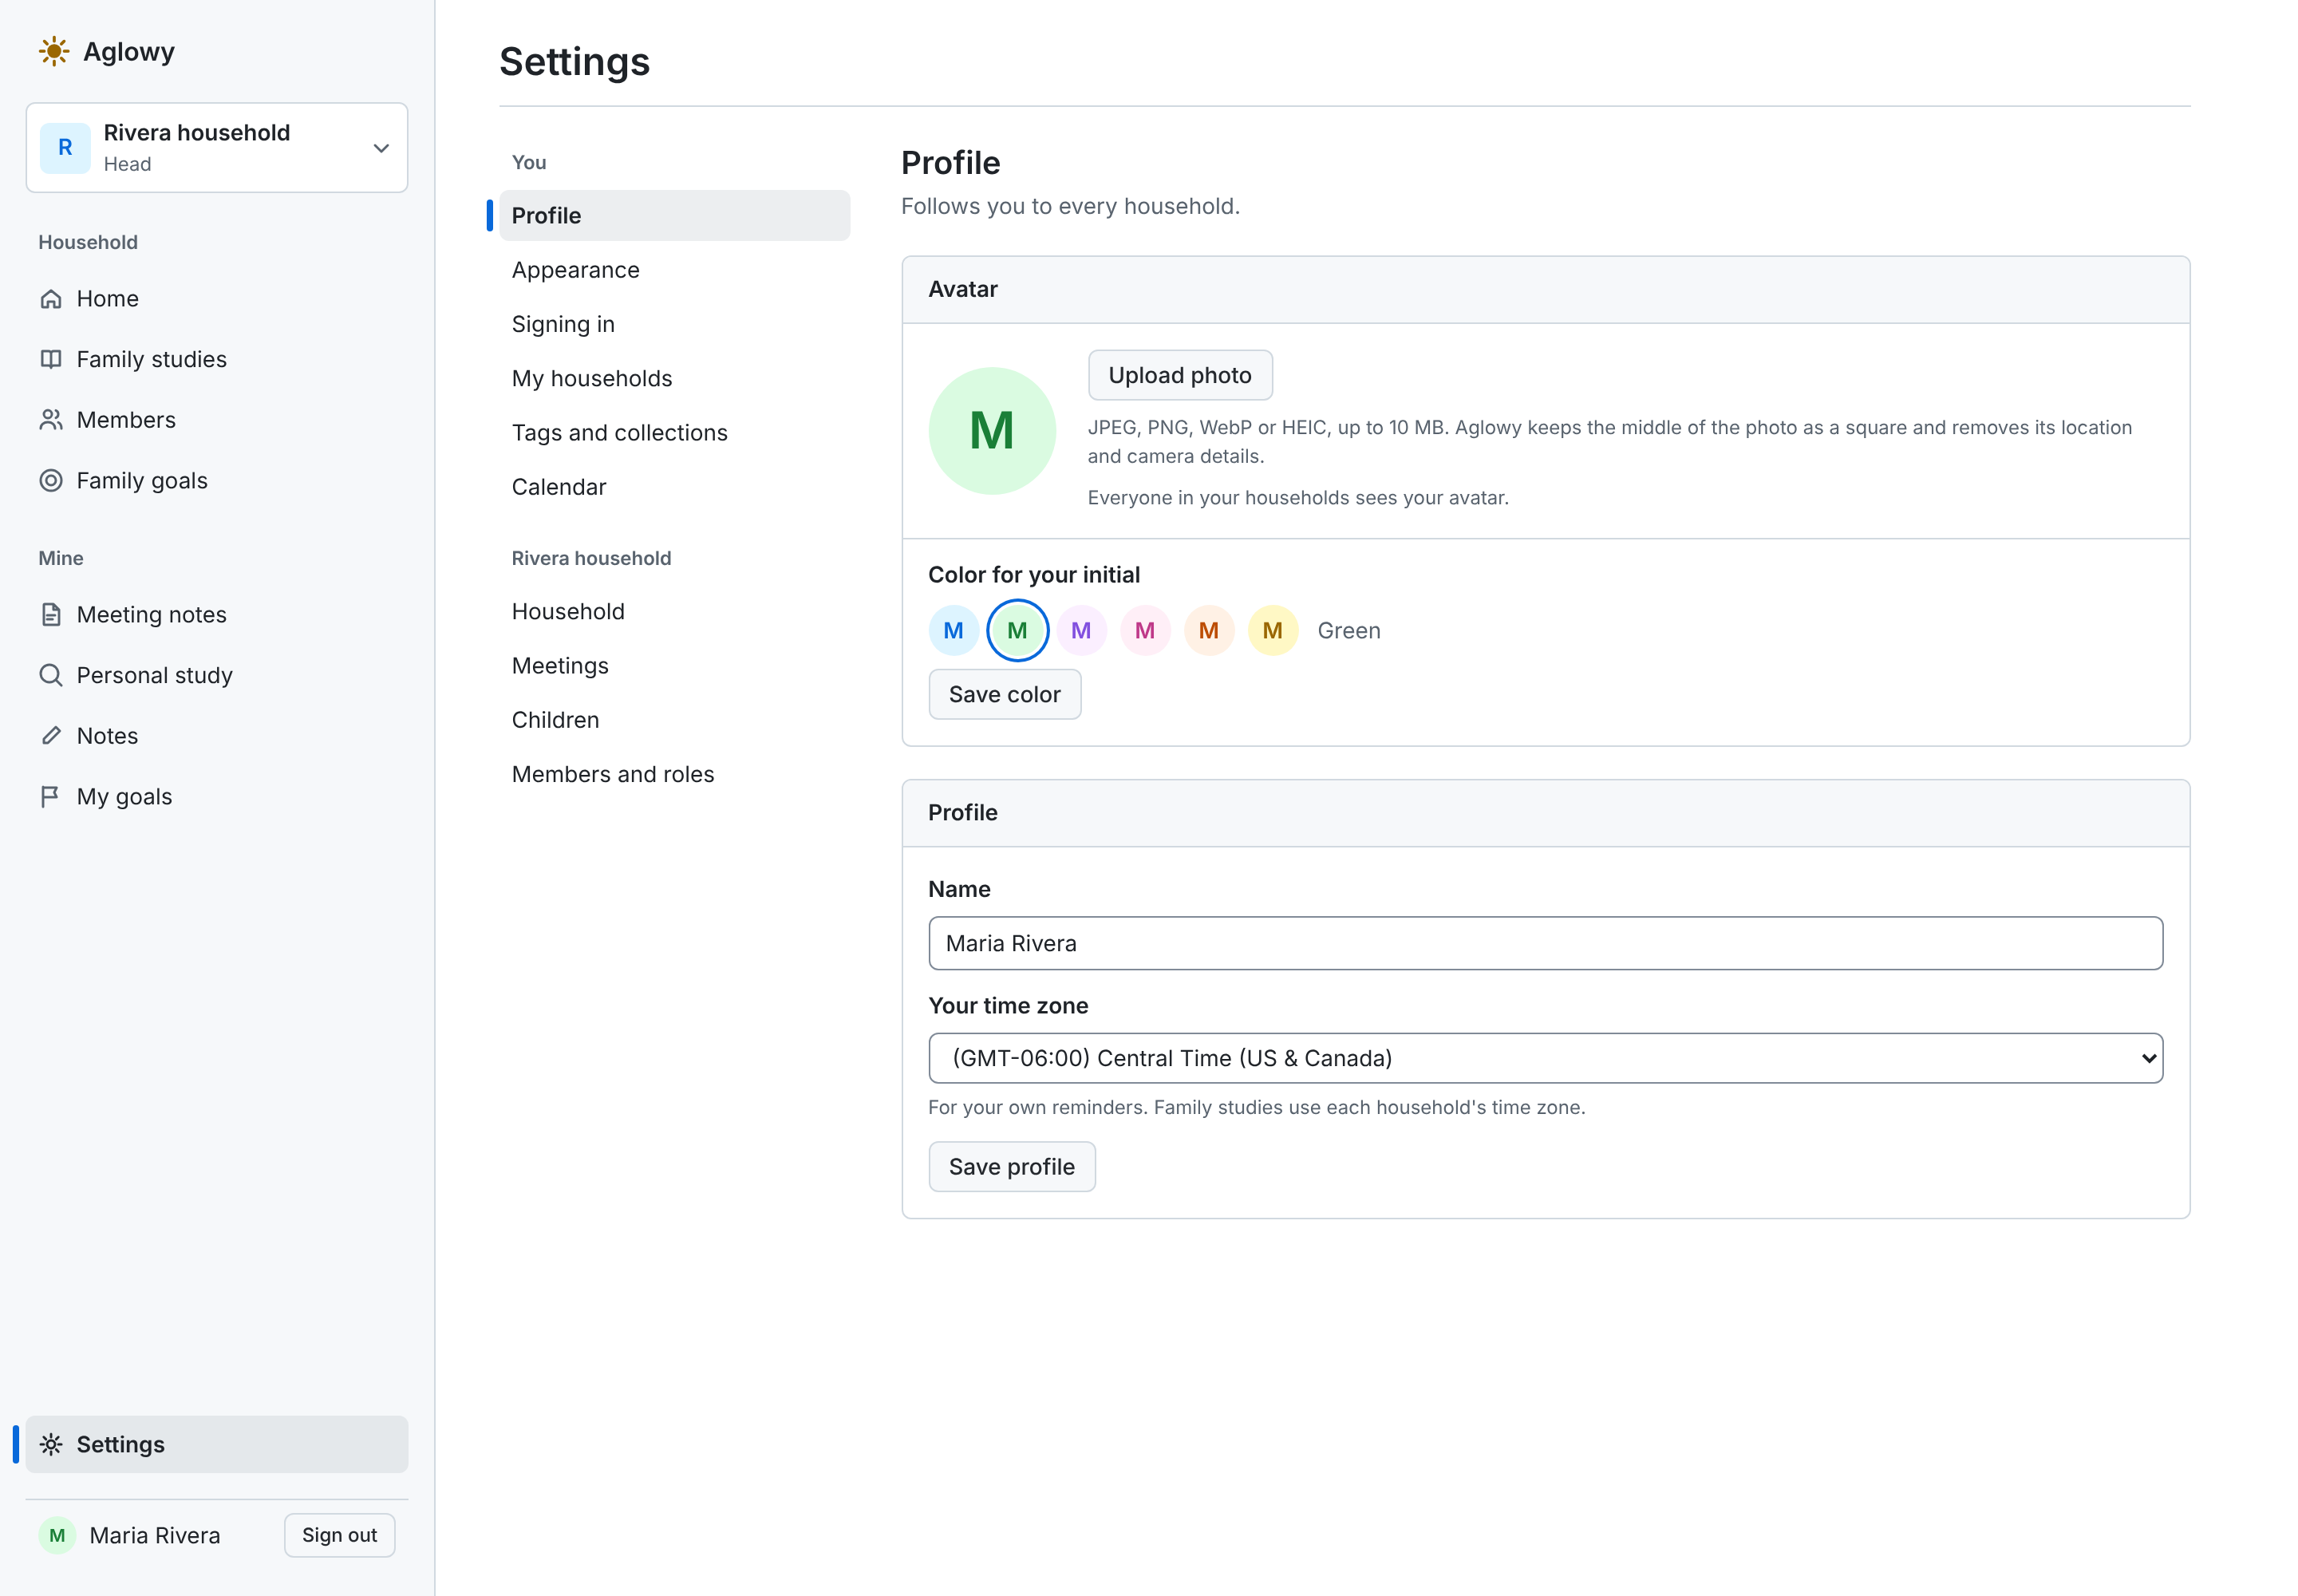 Aglowy
R
Rivera household
Head
Household
Home
Family studies
Members
Family goals
Mine
Meeting notes
Personal study
Notes
My goals
Settings
M
Maria Rivera
Sign out
Settings
You
Profile
Appearance
Signing in
My households
Tags and collections
Calendar
Rivera household
Household
Meetings
Children
Members and roles
Profile
Follows you to every household.
Avatar
M
Upload photo
JPEG, PNG, WebP or HEIC, up to 10 MB. Aglowy keeps the middle of the photo as a square and removes its location
and camera details.
Everyone in your households sees your avatar.
Color for your initial
M M M M M M Green
Save color
Profile
Name
Maria Rivera
Your time zone
(GMT-06:00) Central Time (US & Canada)
For your own reminders. Family studies use each household's time zone.
Save profile